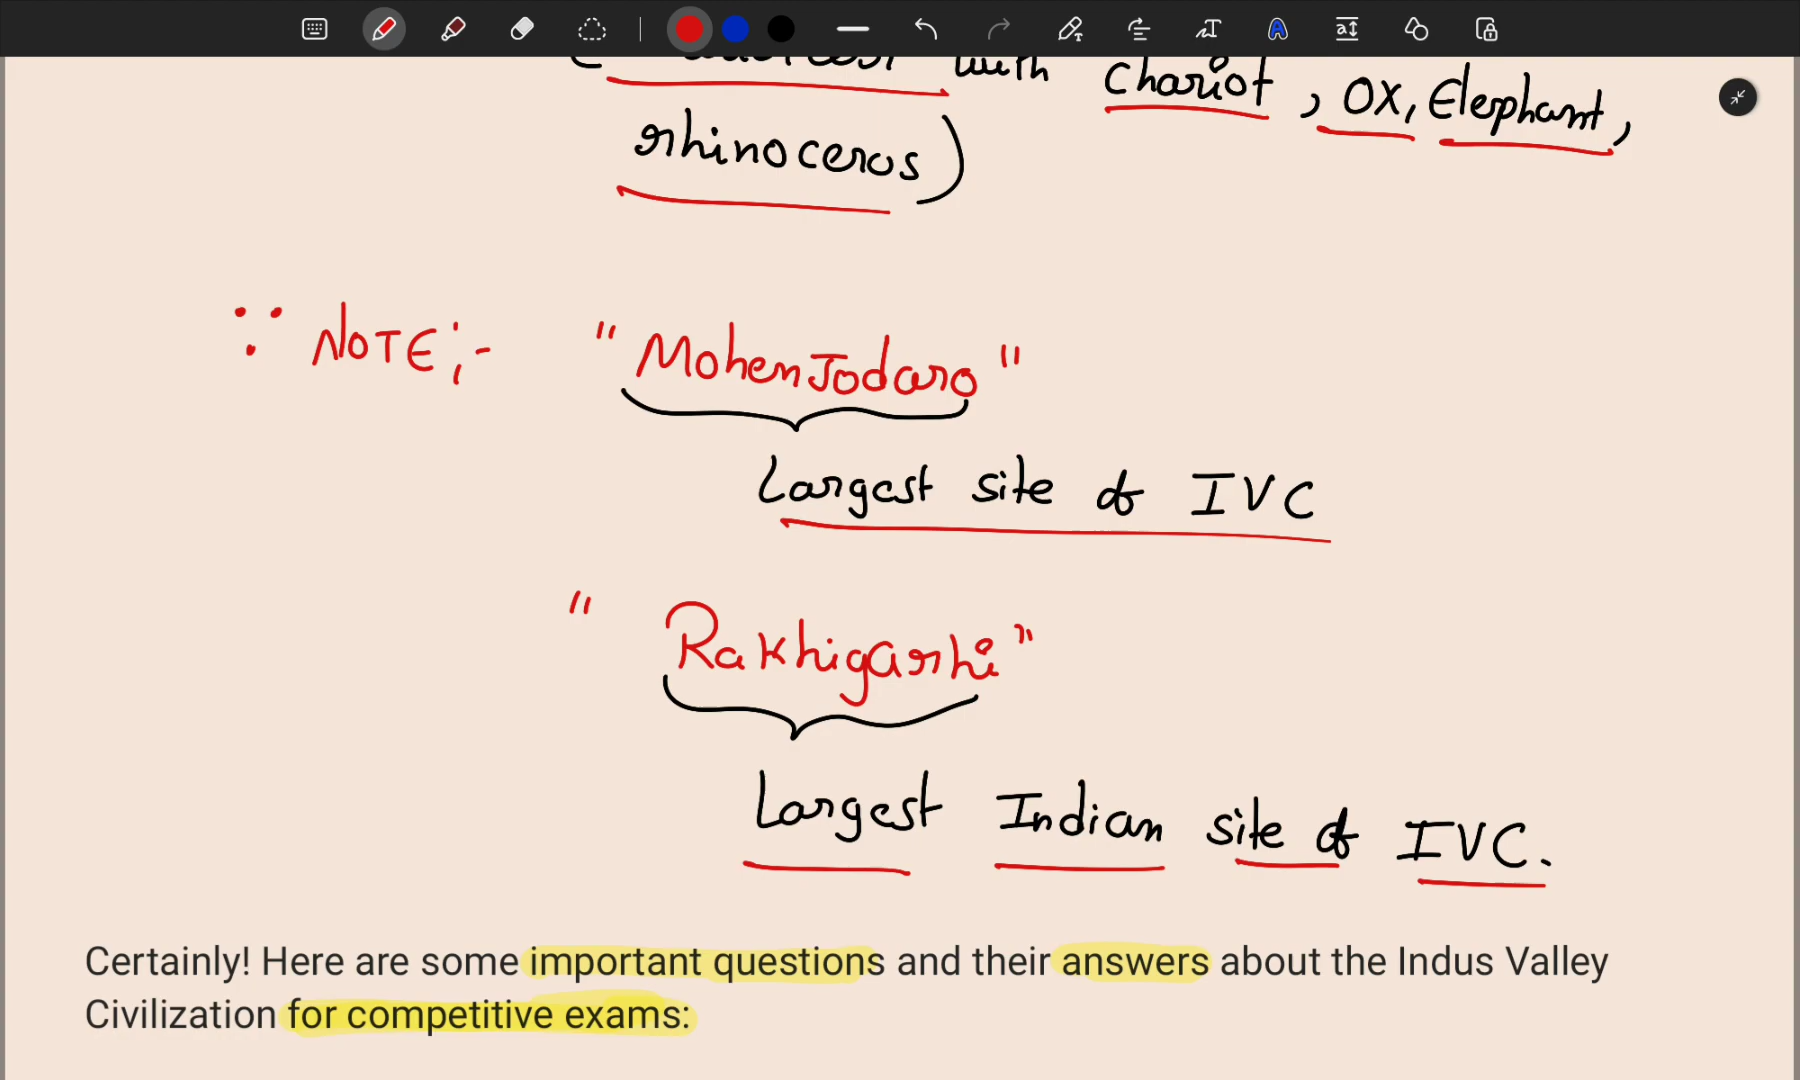 with chariot, OX, Elephant,
rhinoceros)
∵ NOTE:- "MohenJodaro"
Largest site of IVC
"Rakhigarhi"
Largest Indian site of IVC.
Certainly! Here are some important questions and their answers about the Indus Valley
Civilization for competitive exams: